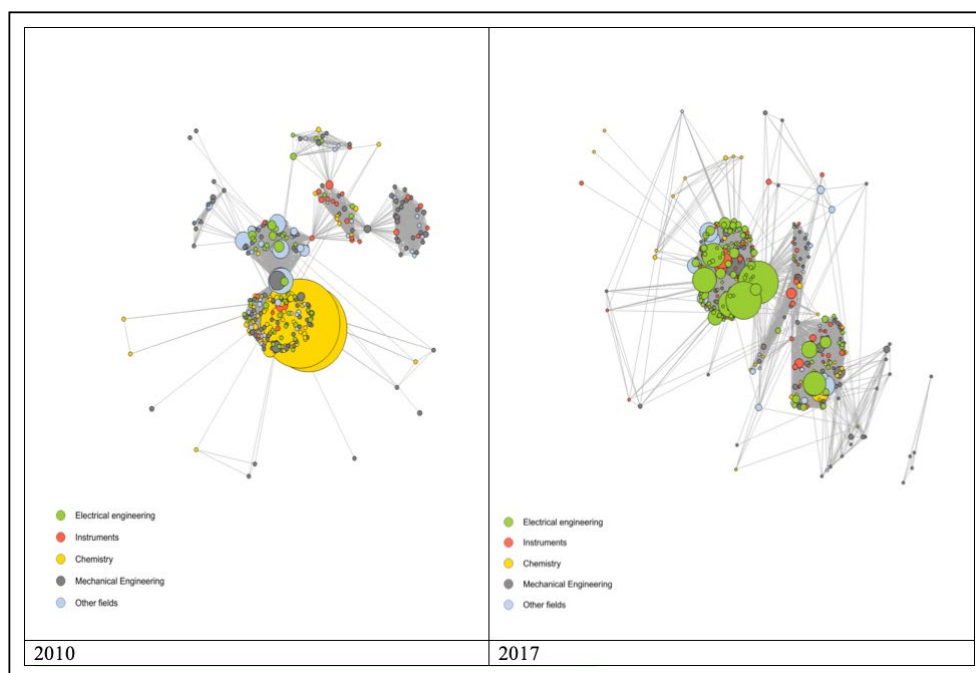 Electrical engineering
Instruments
Chemistry
Mechanical Engineering
Other fields
2010
Electrical engineering
Instruments
Chemistry
Mechanical Engineering
Other fields
2017